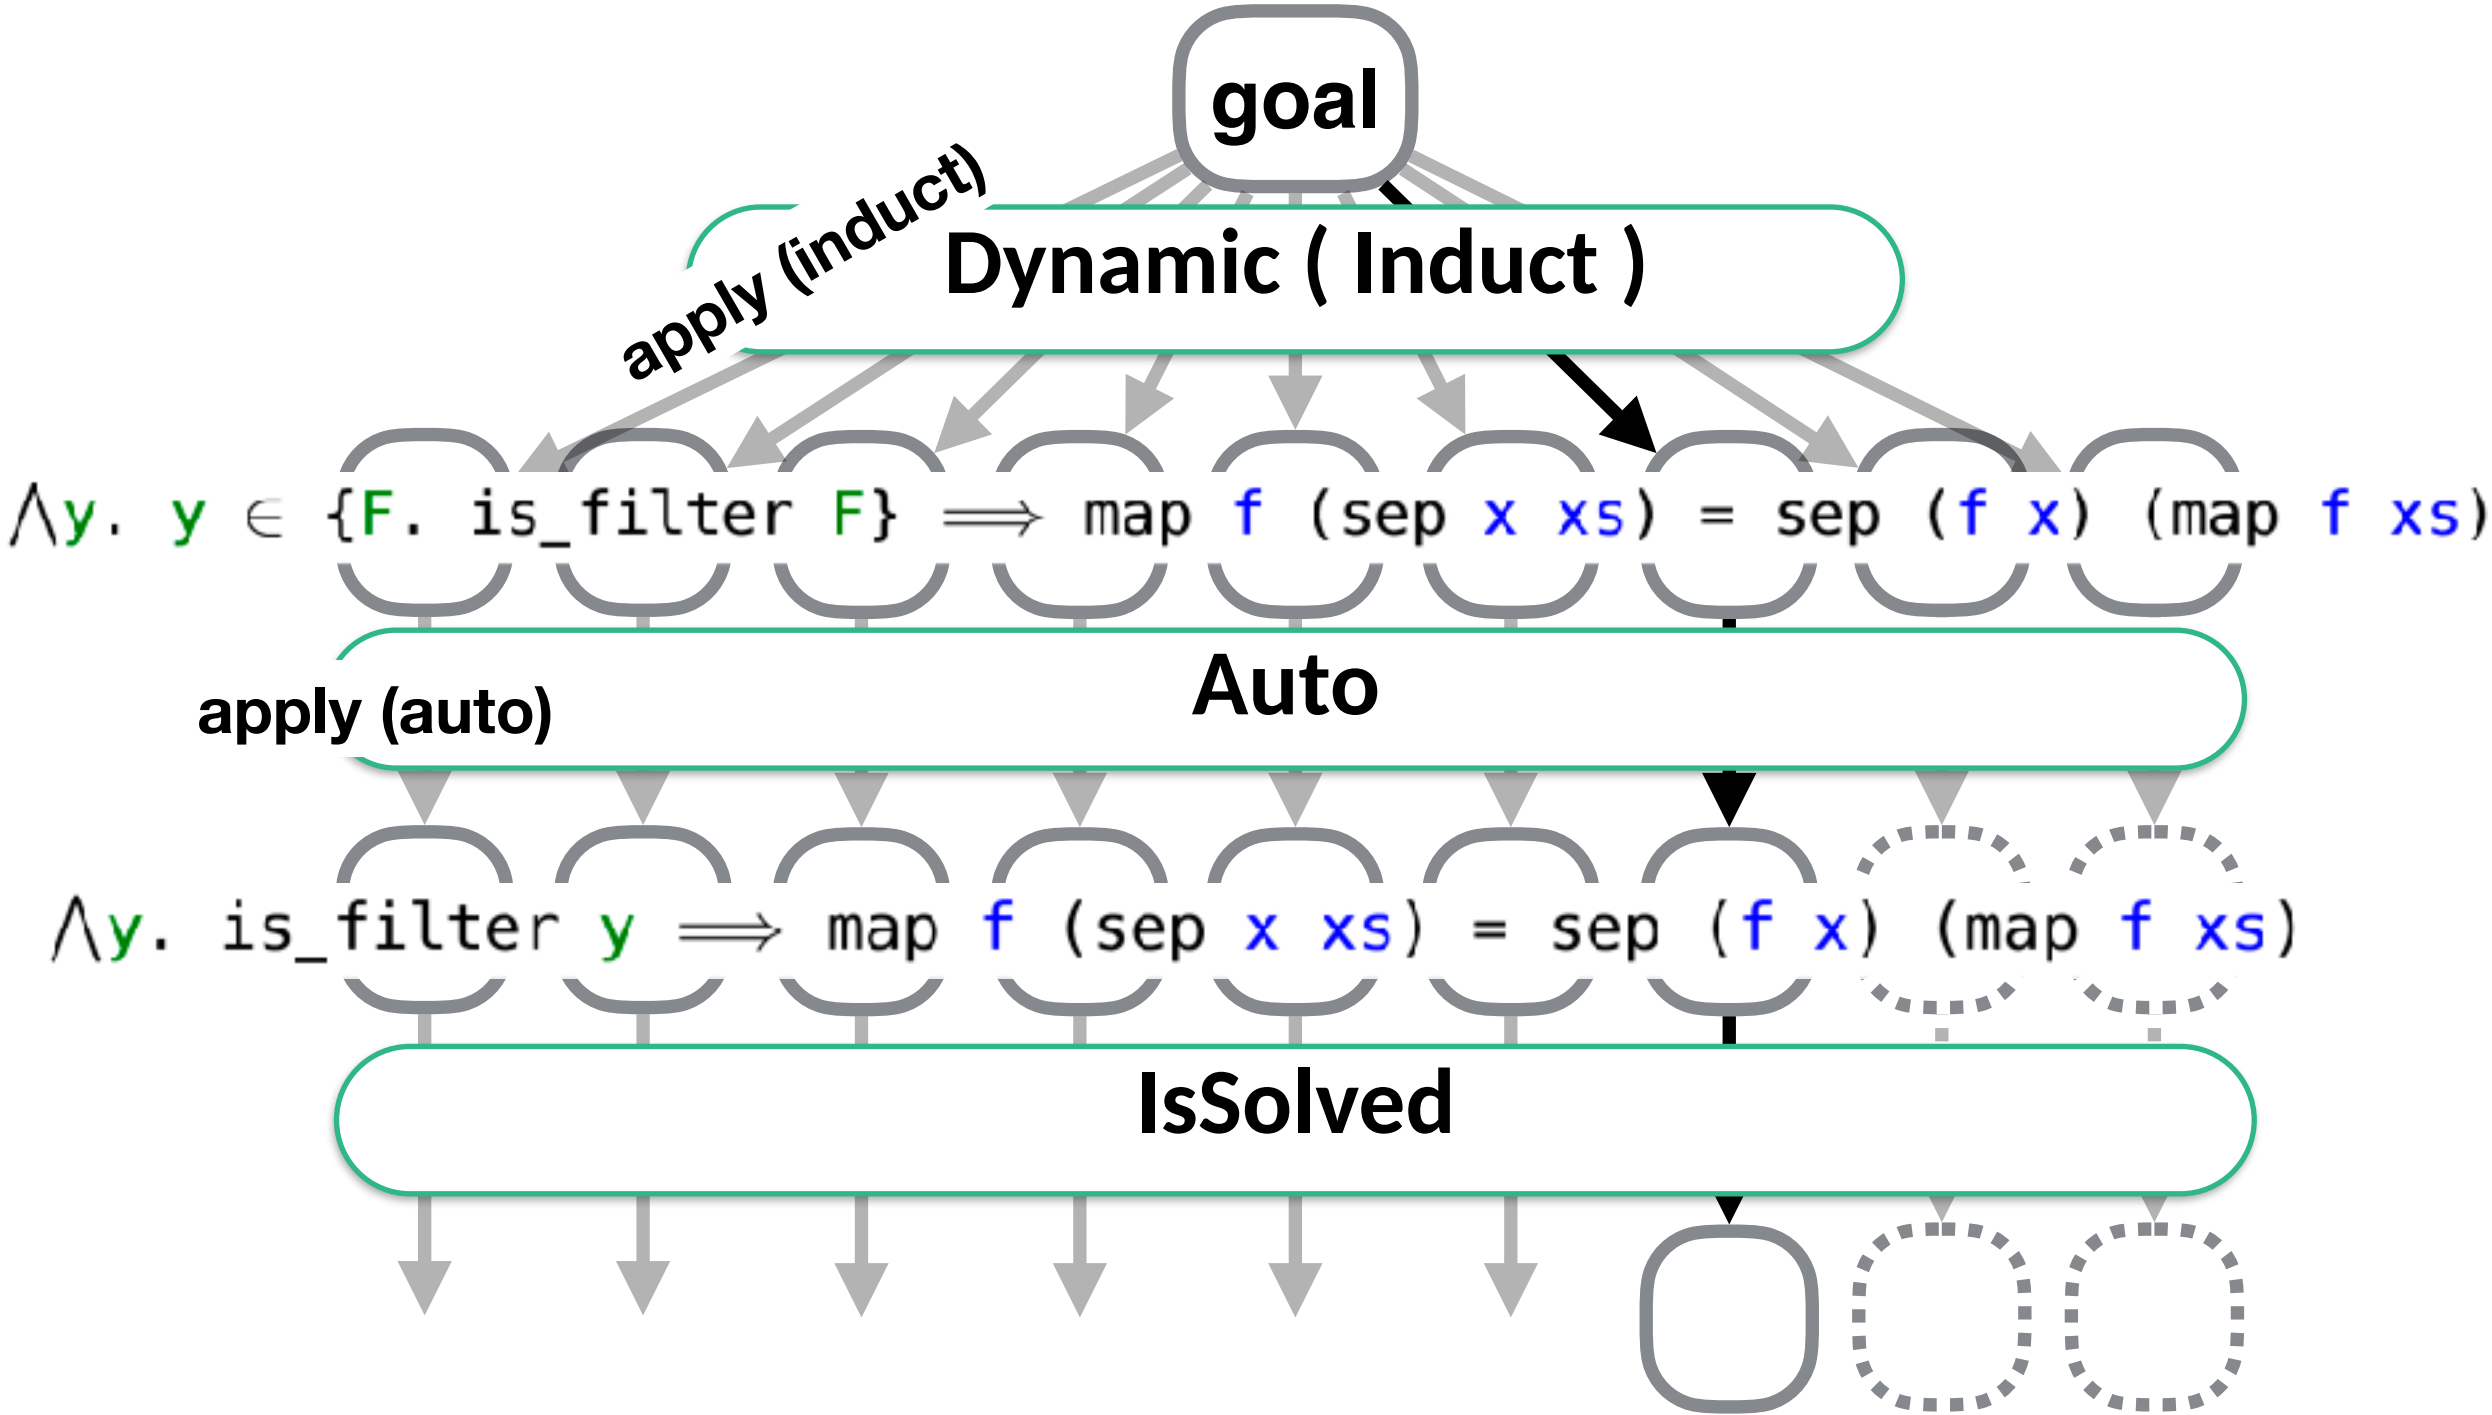 goal
apply (induct)
Dynamic ( Induct )
⋀y. y ∈ {F. is_filter F} ⟹ map f (sep x xs) = sep (f x) (map f xs)
Auto
apply (auto)
⋀y. is_filter y ⟹ map f (sep x xs) = sep (f x) (map f xs)
IsSolved